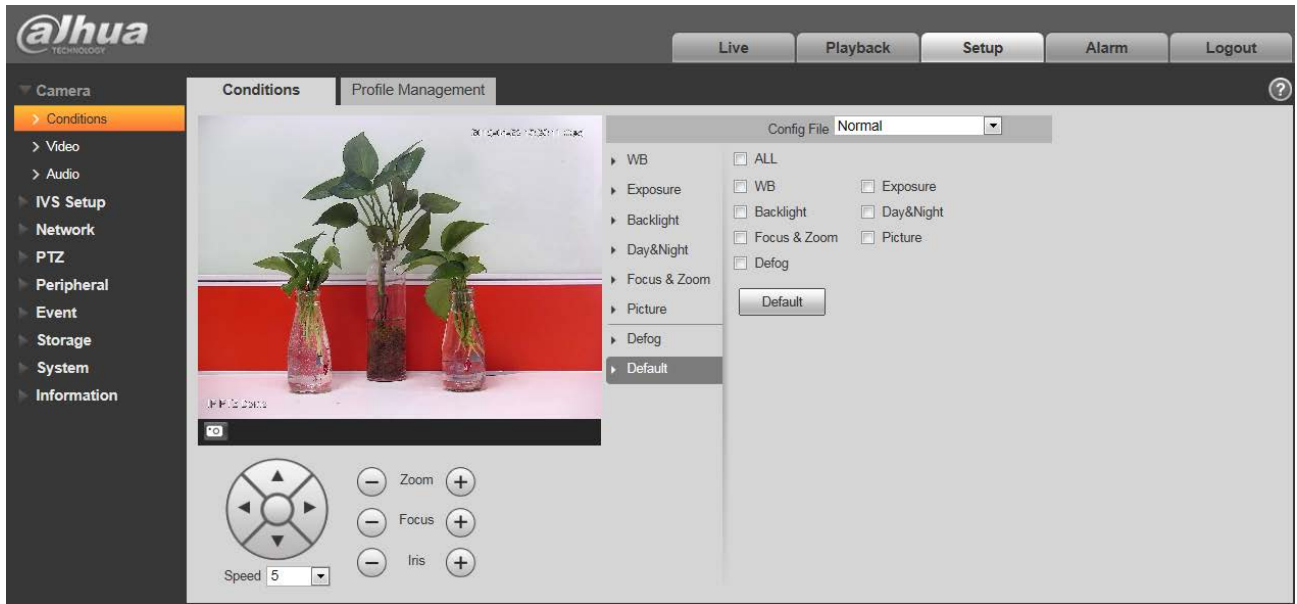 alhua
TECHNOLOGY
Live Playback Setup Alarm Logout
Camera
Conditions
Video
Audio
IVS Setup
Network
PTZ
Peripheral
Event
Storage
System
Information
Conditions Profile Management
Config File Normal
WB
Exposure
Backlight
Day&Night
Focus & Zoom
Picture
Defog
Default
ALL
WB Exposure
Backlight Day&Night
Focus & Zoom Picture
Defog
Default
Zoom
Focus
Iris
Speed 5